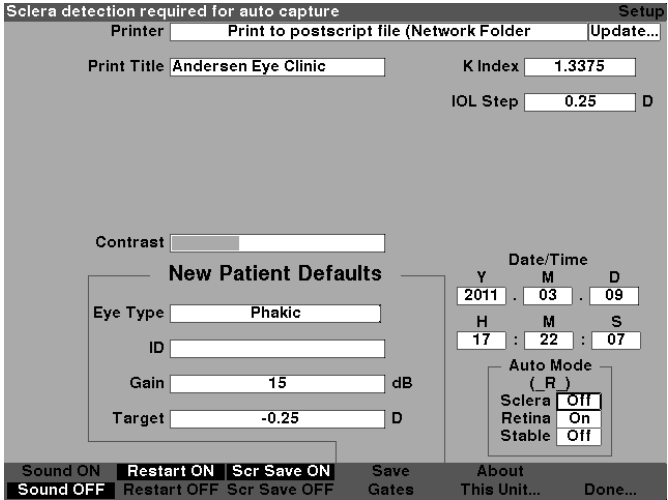 Sclera detection required for auto capture Setup
Printer Print to postscript file (Network Folder Update...
Print Title Andersen Eye Clinic K Index 1.3375
IOL Step 0.25 D
Contrast
New Patient Defaults
Eye Type Phakic
ID
Gain 15 dB
Target -0.25 D
Date/Time
Y M D
2011 . 03 . 09
H M S
17 : 22 : 07
Auto Mode
(_R_)
Sclera Off
Retina On
Stable Off
Sound ON Restart ON Scr Save ON Save About
Sound OFF Restart OFF Scr Save OFF Gates This Unit... Done...